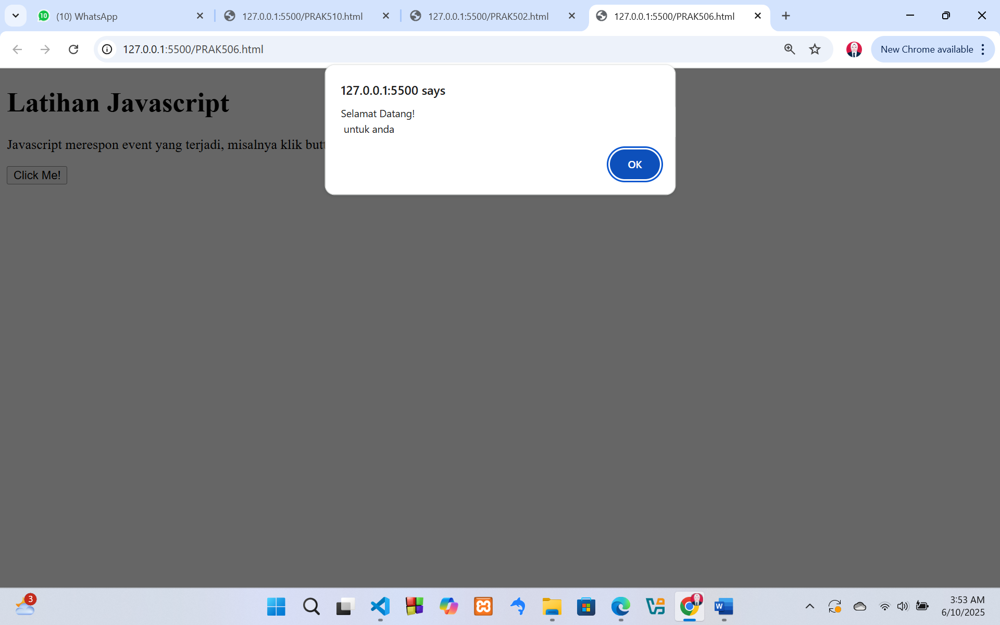 10 (10) WhatsApp
127.0.0.1:5500/PRAK510.html
127.0.0.1:5500/PRAK502.html
127.0.0.1:5500/PRAK506.html
127.0.0.1:5500/PRAK506.html
New Chrome available
127.0.0.1:5500 says
Selamat Datang!
untuk anda
OK
Latihan Javascript
Javascript merespon event yang terjadi, misalnya klik butt
Click Me!
3
W
3:53 AM
6/10/2025